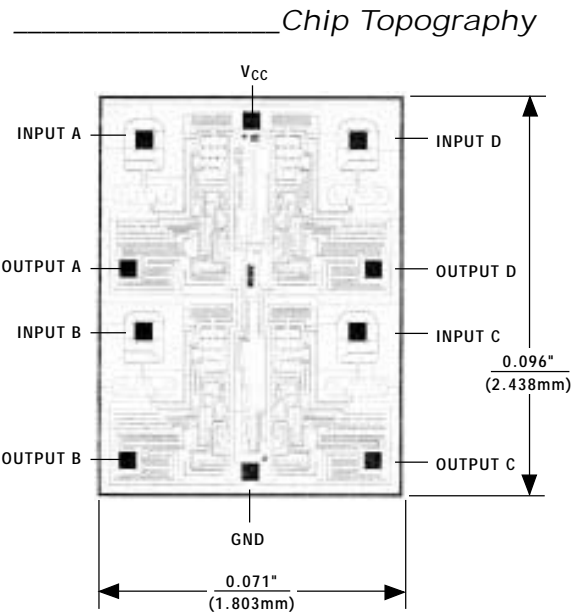 Chip Topography
VCC
INPUT A
INPUT D
OUTPUT A
OUTPUT D
INPUT B
INPUT C
0.096"
(2.438mm)
OUTPUT B
OUTPUT C
GND
0.071"
(1.803mm)